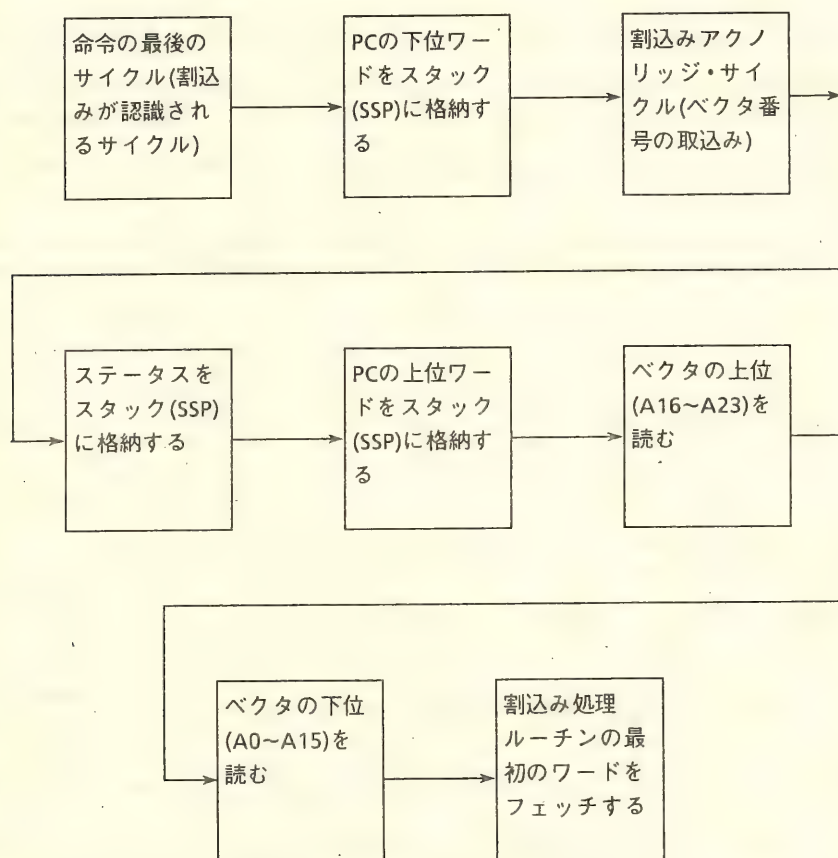 命令の最後の
サイクル(割込
みが認識され
るサイクル)
PCの下位ワー
ドをスタック
(SSP)に格納す
る
割込みアクノ
リッジ・サイ
クル(ベクタ番
号の取込み)
ステータスを
スタック(SSP)
に格納する
PCの上位ワー
ドをスタック
(SSP)に格納す
る
ベクタの上位
(A16~A23)を
読む
ベクタの下位
(A0~A15)を
読む
割込み処理
ルーチンの最
初のワードを
フェッチする